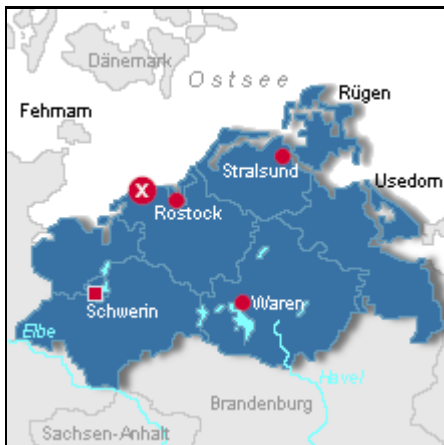 Dänemark
Ostsee
Rügen
Fehmarn
Stralsund
Usedom
X
Rostock
Waren
Schwerin
Elbe
Havel
Brandenburg
Sachsen-Anhalt